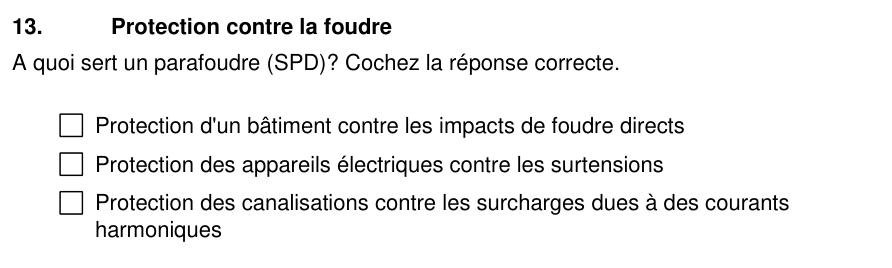 13. Protection contre la foudre
A quoi sert un parafoudre (SPD)? Cochez la réponse correcte.
Protection d'un bâtiment contre les impacts de foudre directs
Protection des appareils électriques contre les surtensions
Protection des canalisations contre les surcharges dues à des courants
harmoniques